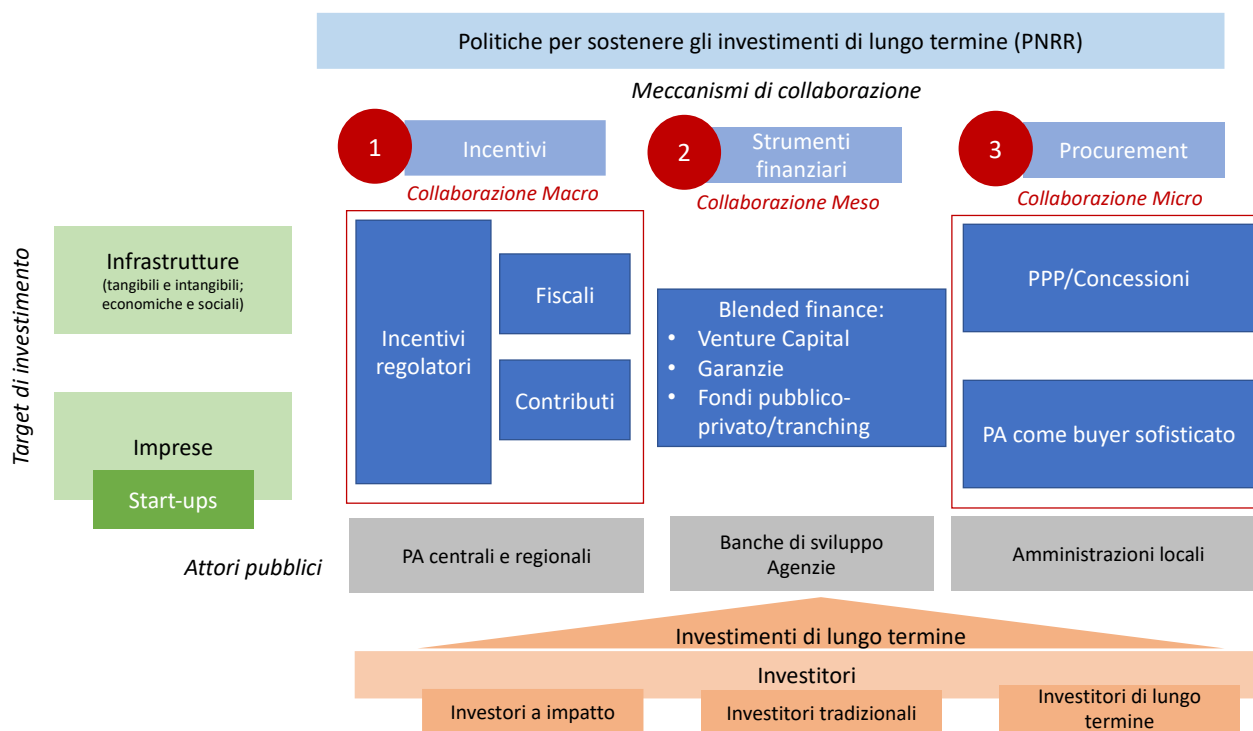 Politiche per sostenere gli investimenti di lungo termine (PNRR)
Meccanismi di collaborazione
1
Incentivi
2
Strumenti
finanziari
3
Procurement
Collaborazione Macro
Collaborazione Meso
Collaborazione Micro
Target di investimento
Infrastrutture
(tangibili e intangibili;
economiche e sociali)
Imprese
Start-ups
Incentivi
regolatori
Fiscali
Contributi
Blended finance:
• Venture Capital
• Garanzie
• Fondi pubblico-
privato/tranching
PPP/Concessioni
PA come buyer sofisticato
Attori pubblici
PA centrali e regionali
Banche di sviluppo
Agenzie
Amministrazioni locali
Investimenti di lungo termine
Investitori
Investori a impatto
Investitori tradizionali
Investitori di lungo
termine